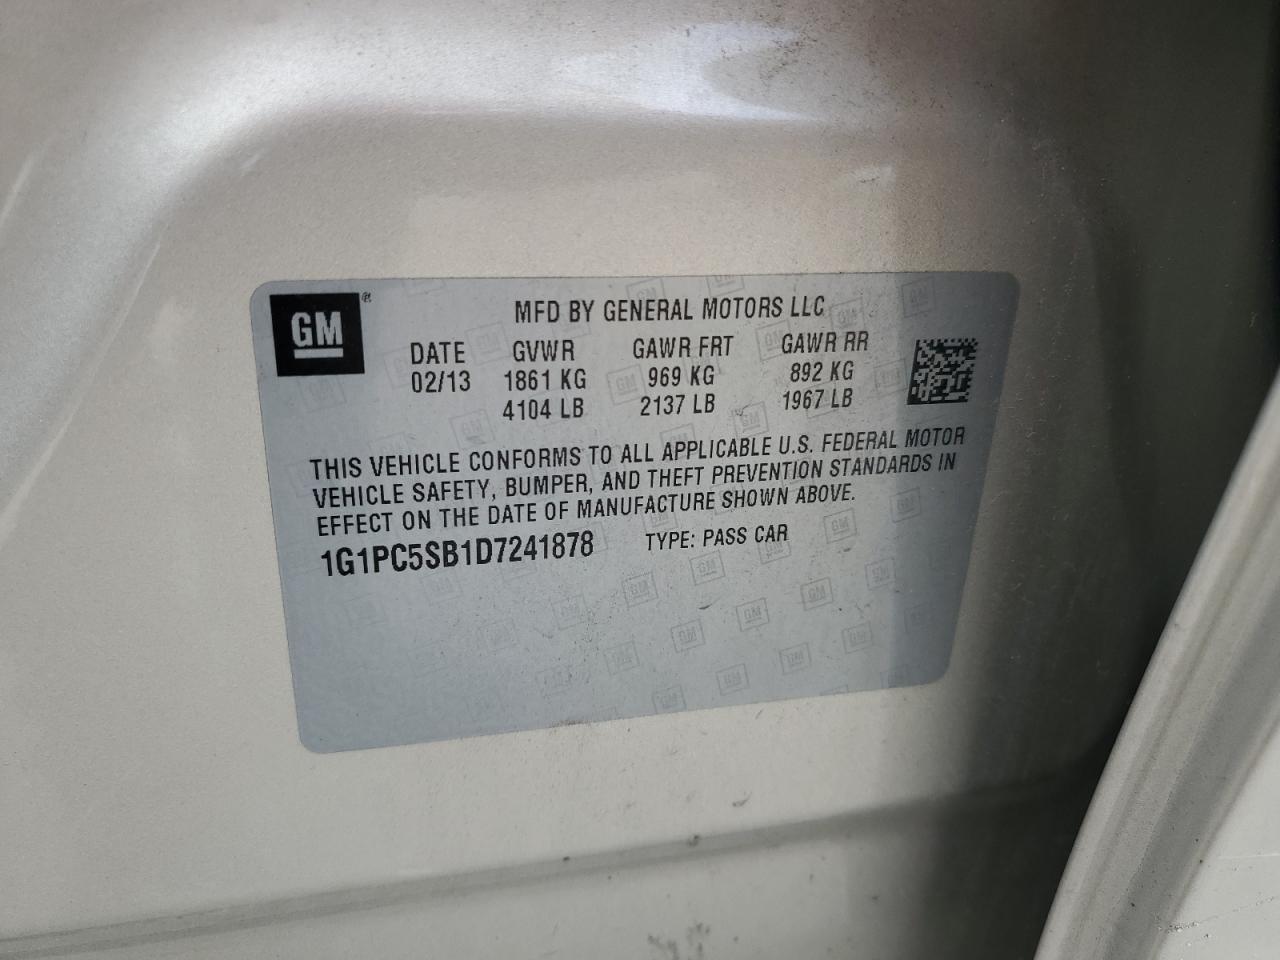 GM®
MFD BY GENERAL MOTORS LLC
DATE GVWR GAWR FRT GAWR RR
02/13 1861 KG 969 KG 892 KG
4104 LB 2137 LB 1967 LB
THIS VEHICLE CONFORMS TO ALL APPLICABLE U.S. FEDERAL MOTOR
VEHICLE SAFETY, BUMPER, AND THEFT PREVENTION STANDARDS IN
EFFECT ON THE DATE OF MANUFACTURE SHOWN ABOVE.
1G1PC5SB1D7241878 TYPE: PASS CAR